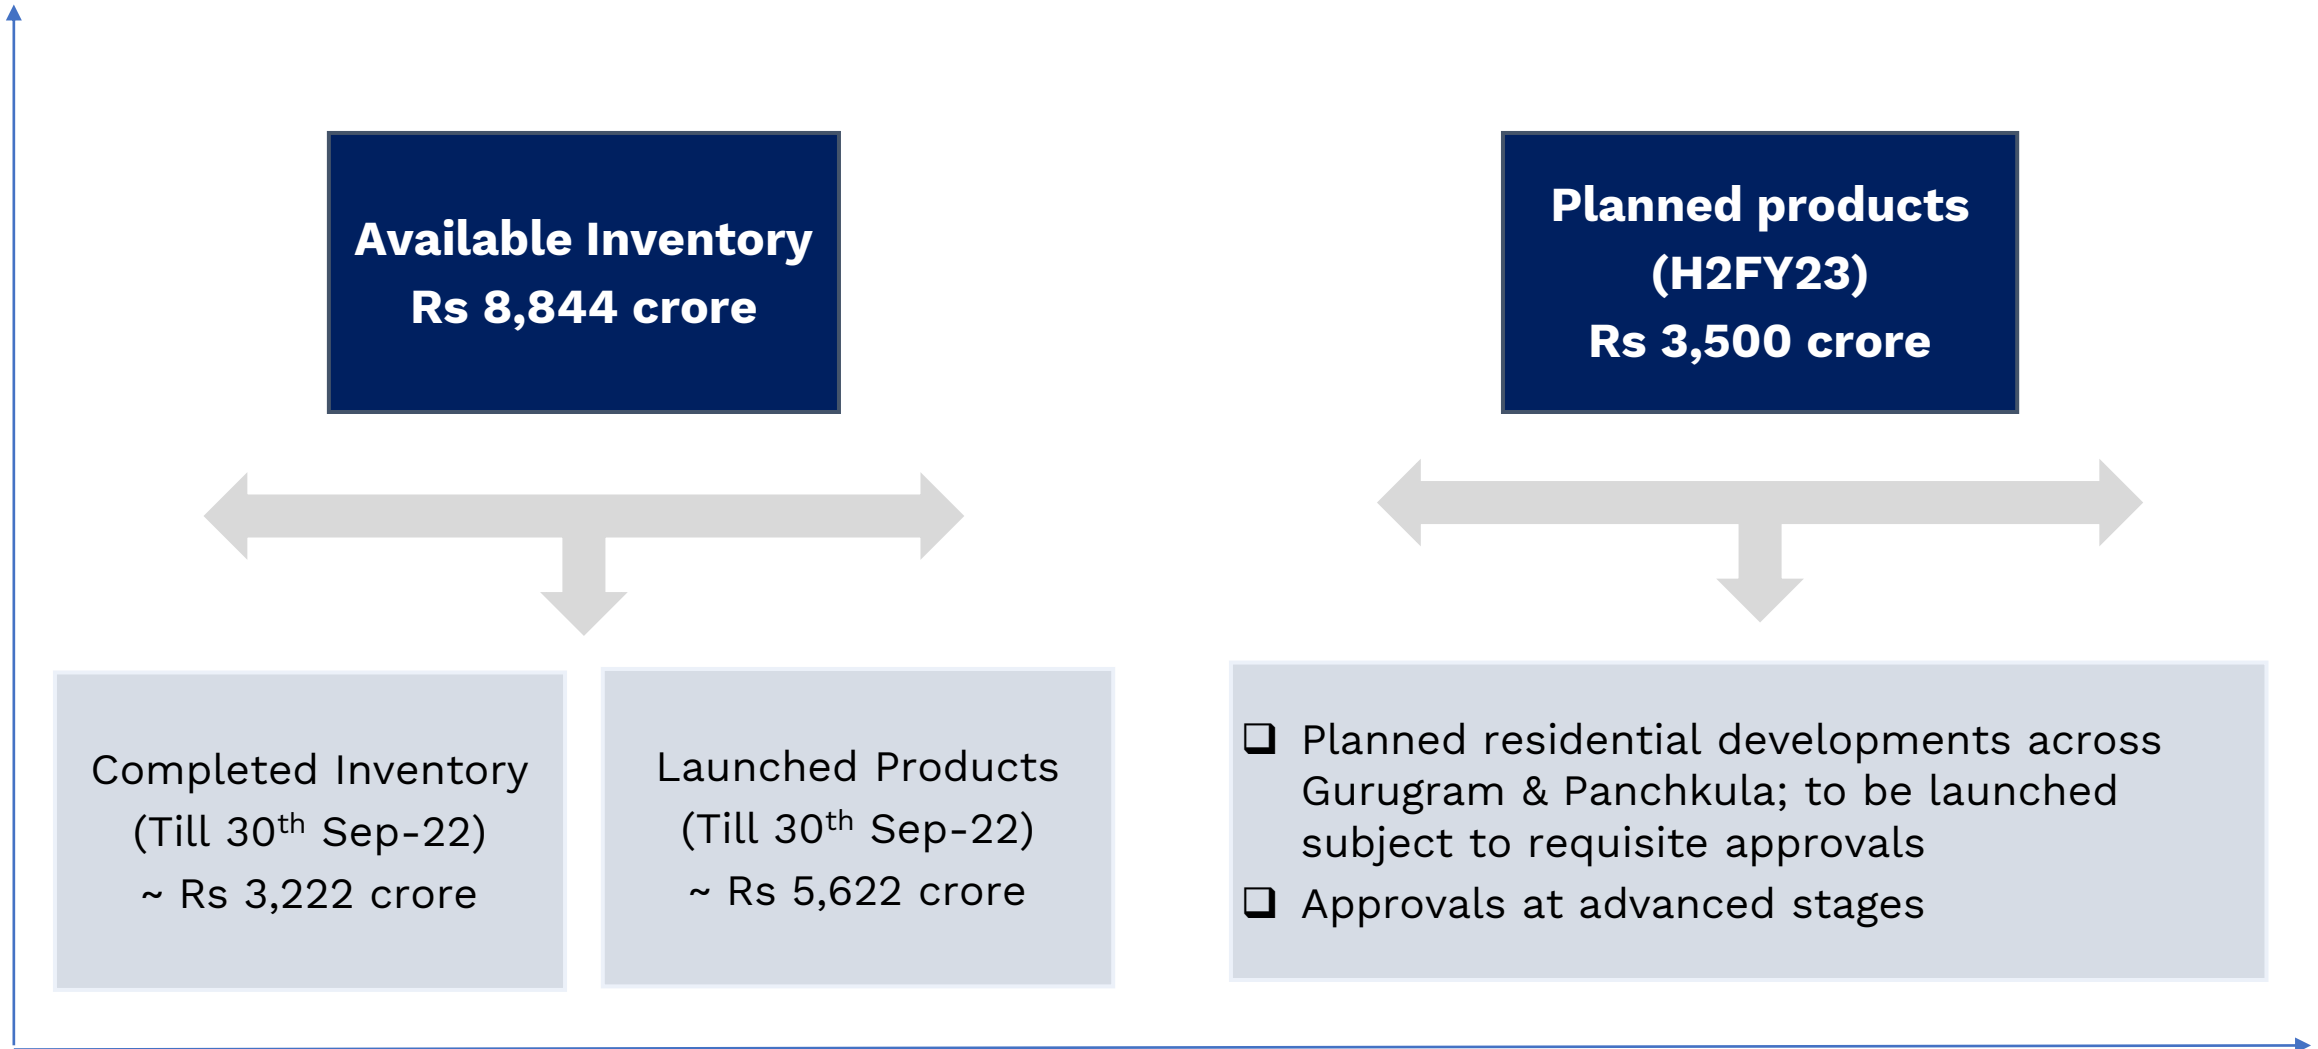 Available Inventory
Rs 8,844 crore
Planned products
(H2FY23)
Rs 3,500 crore
Completed Inventory
(Till 30th Sep-22)
~ Rs 3,222 crore
Launched Products
(Till 30th Sep-22)
~ Rs 5,622 crore
❑ Planned residential developments across
Gurugram & Panchkula; to be launched
subject to requisite approvals
❑ Approvals at advanced stages